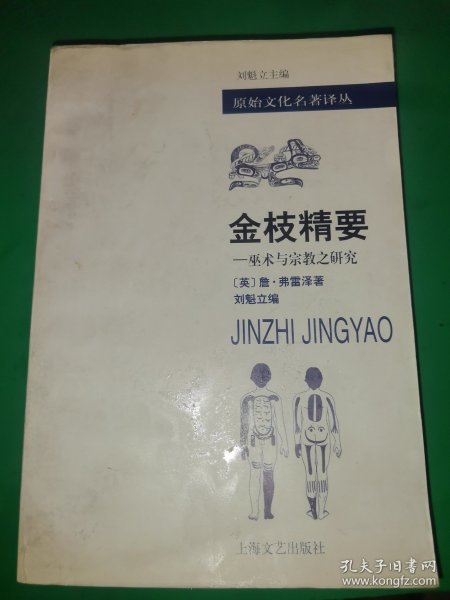 刘魁立主编
原始文化名著译丛
金枝精要
—巫术与宗教之研究
〔英〕詹·弗雷泽著
刘魁立编
JINZHI JINGYAO
上海文艺出版社
孔夫子旧书网
www.kongfz.com